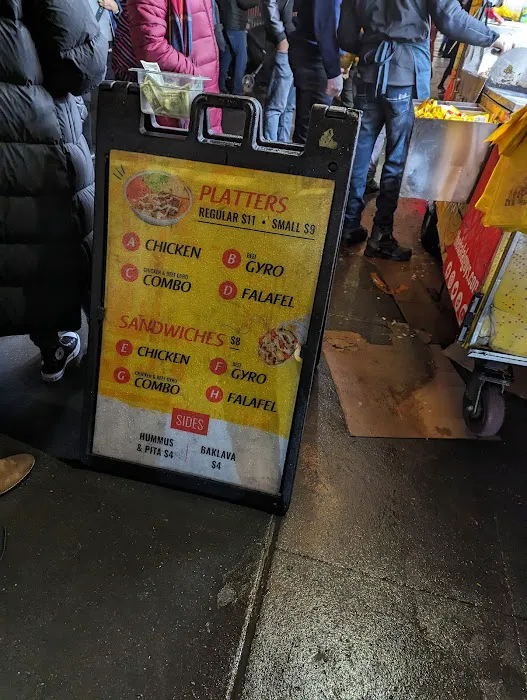 PLATTERS
REGULAR $11 • SMALL $9
A CHICKEN
B BEEF GYRO
C CHICKEN & BEEF GYRO COMBO
D FALAFEL
SANDWICHES $8
E CHICKEN
F BEEF GYRO
G CHICKEN & BEEF GYRO COMBO
H FALAFEL
SIDES
HUMMUS
& PITA $4
BAKLAVA
$4